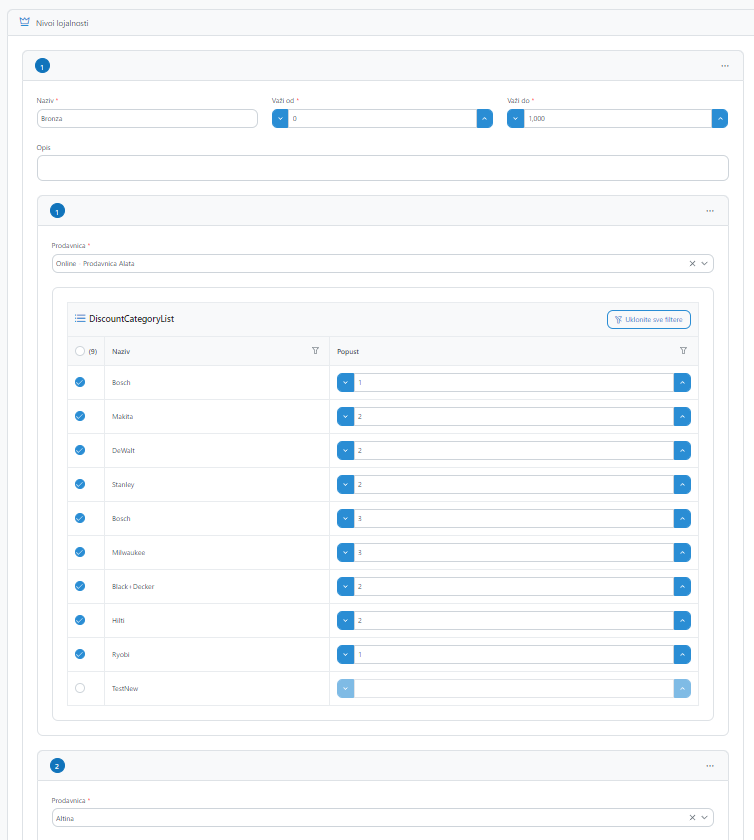 Nivoi lojalnosti
1
Naziv *
Važi od *
Važi do *
Bronza
0
1,000
Opis
1
Prodavnica *
Online - Prodavnica Alata
DiscountCategoryList
Uklonite sve filtere
(9)
Naziv
Popust
Bosch
1
Makita
2
DeWalt
2
Stanley
2
Bosch
3
Milwaukee
3
Black+Decker
2
Hilti
2
Ryobi
1
TestNew
2
Prodavnica *
Altina